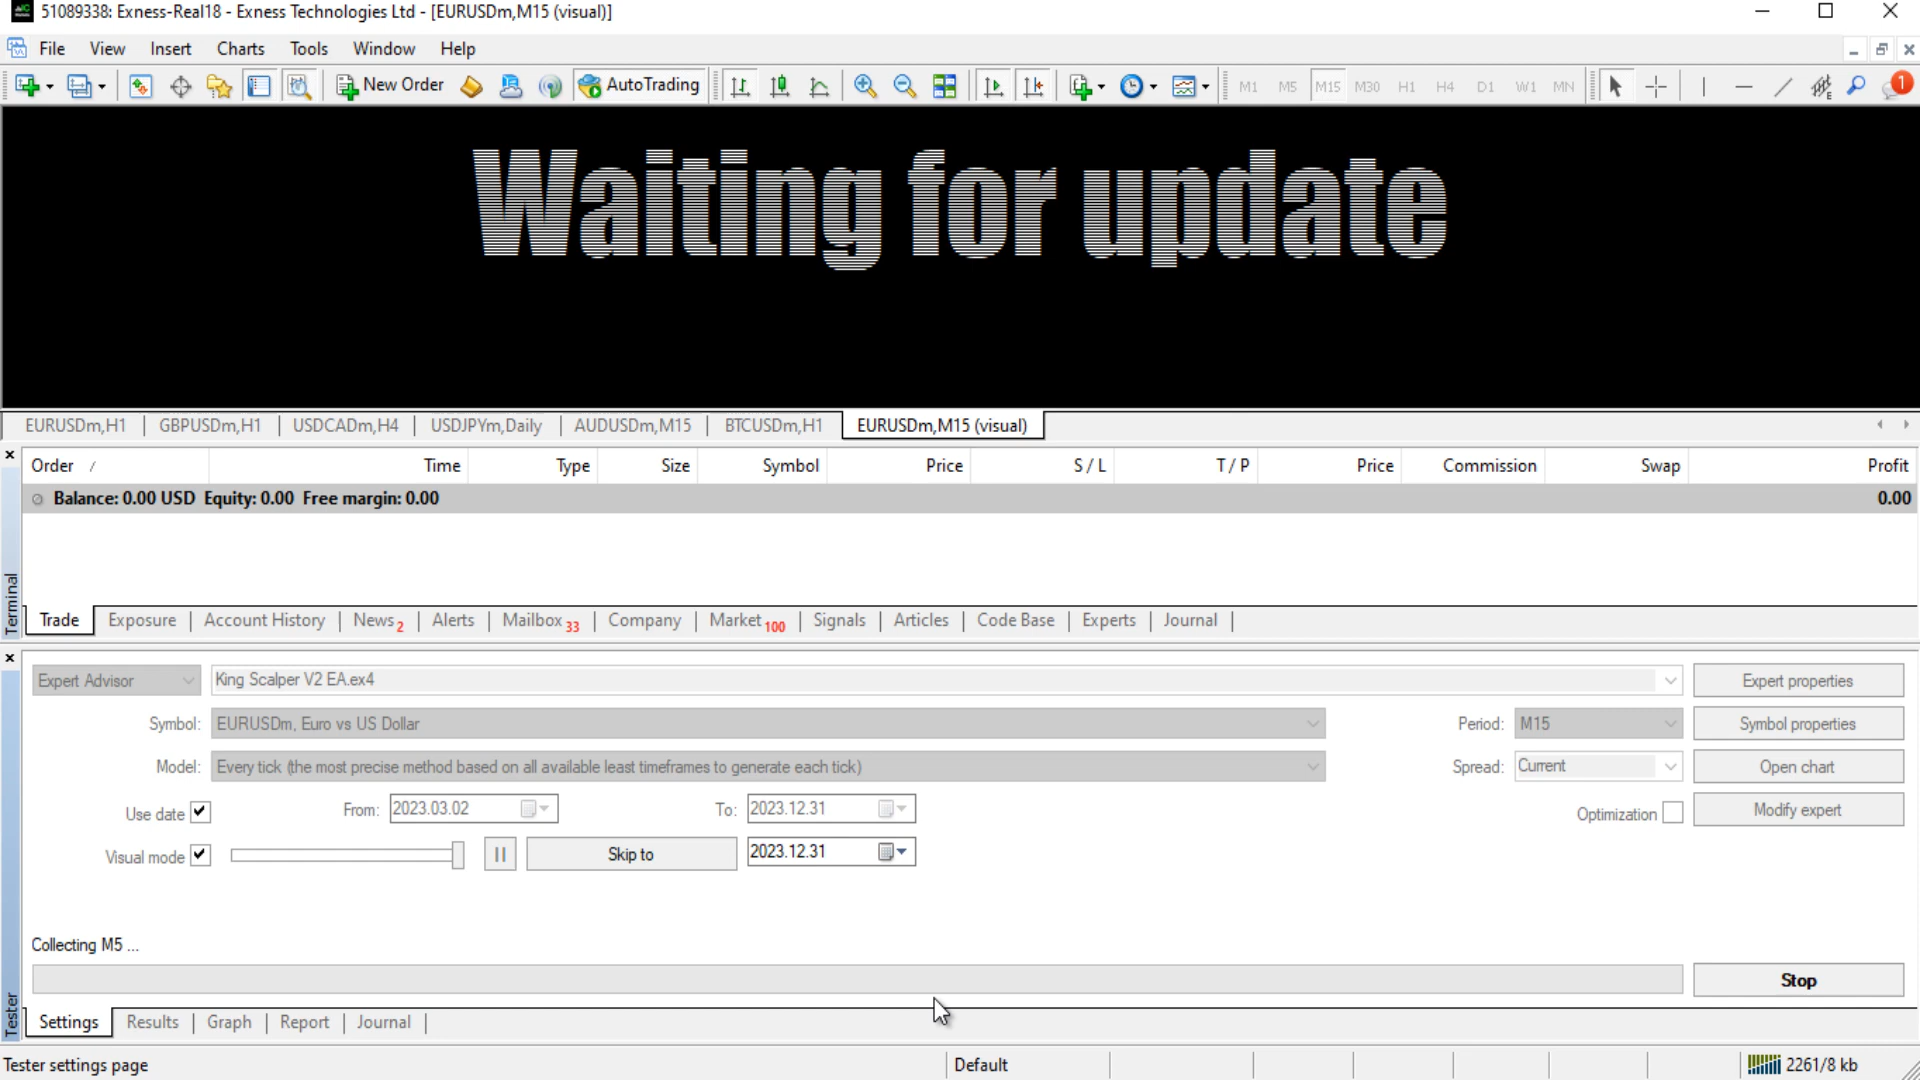 51089338: Exness-Real18 - Exness Technologies Ltd - [EURUSDm,M15 (visual)]
File View Insert Charts Tools Window Help
New Order AutoTrading M1 M5 M15 M30 H1 H4 D1 W1 MN 1
Waiting for update
EURUSDm,H1 GBPUSDm,H1 USDCADm,H4 USDJPYm,Daily AUDUSDm,M15 BTCUSDm,H1 EURUSDm,M15 (visual)
Order / Time Type Size Symbol Price S / L T / P Price Commission Swap Profit
Balance: 0.00 USD Equity: 0.00 Free margin: 0.00 0.00
Terminal
Trade Exposure Account History News 2 Alerts Mailbox 33 Company Market 100 Signals Articles Code Base Experts Journal
Expert Advisor King Scalper V2 EA.ex4 Expert properties
Symbol: EURUSDm, Euro vs US Dollar Period: M15 Symbol properties
Model: Every tick (the most precise method based on all available least timeframes to generate each tick) Spread: Current Open chart
Use date From: 2023.03.02 To: 2023.12.31 Optimization Modify expert
Visual mode Skip to 2023.12.31
Collecting M5 ...
Stop
Tester
Settings Results Graph Report Journal
Tester settings page Default 2261/8 kb